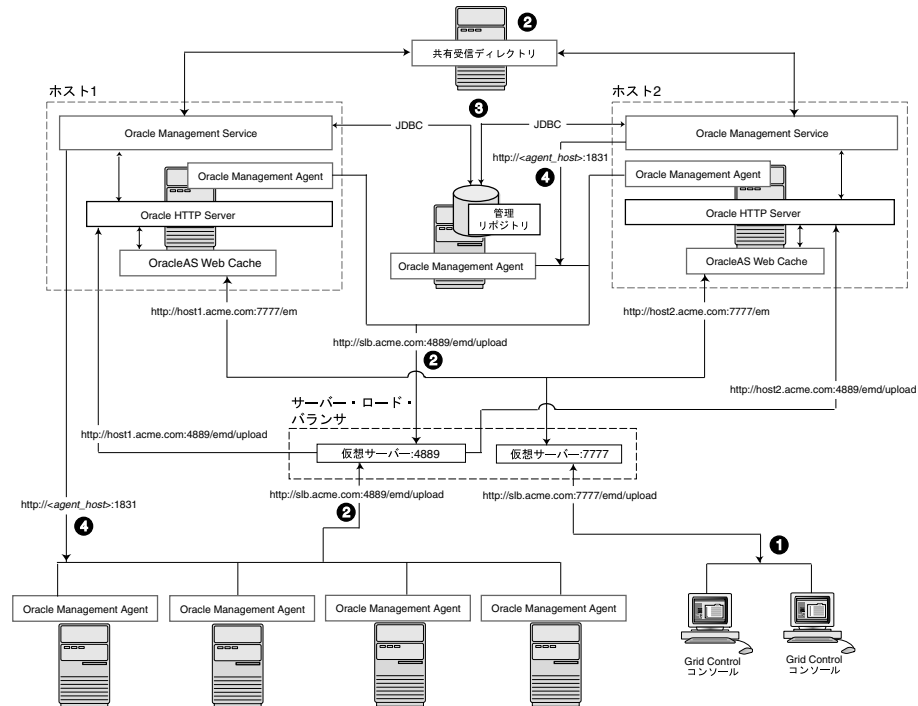 ❷
共有受信ディレクトリ
ホスト1
ホスト2
❸
Oracle Management Service
JDBC
JDBC
Oracle Management Service
http://<agent_host>:1831
❹
Oracle Management Agent
Oracle Management Agent
Oracle HTTP Server
管理
リポジトリ
Oracle HTTP Server
OracleAS Web Cache
Oracle Management Agent
OracleAS Web Cache
http://host1.acme.com:7777/em
http://host2.acme.com:7777/em
http://slb.acme.com:4889/emd/upload
❷
http://host2.acme.com:4889/emd/upload
サーバー・ロード・
バランサ
http://host1.acme.com:4889/emd/upload
仮想サーバー:4889
仮想サーバー:7777
http://slb.acme.com:4889/emd/upload
http://slb.acme.com:7777/emd/upload
http://<agent_host>:1831
❷
❹
❶
Oracle Management Agent
Oracle Management Agent
Oracle Management Agent
Oracle Management Agent
Grid Control
コンソール
Grid Control
コンソール